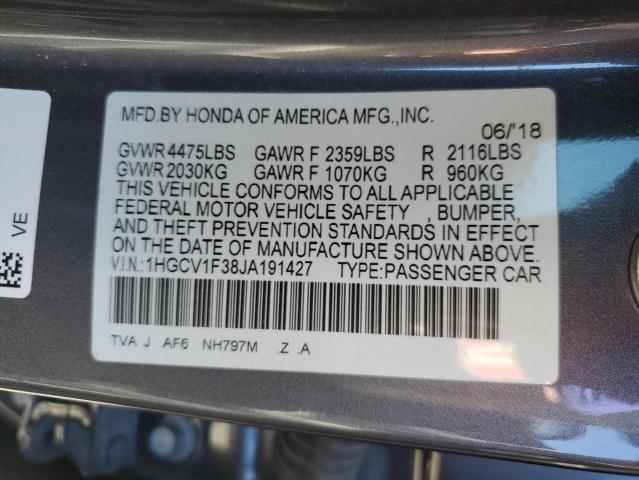 MFD.BY HONDA OF AMERICA MFG.,INC.
06/'18
GVWR 4475LBS GAWR F 2359LBS R 2116LBS
GVWR 2030KG GAWR F 1070KG R 960KG
THIS VEHICLE CONFORMS TO ALL APPLICABLE
FEDERAL MOTOR VEHICLE SAFETY , BUMPER,
AND THEFT PREVENTION STANDARDS IN EFFECT
ON THE DATE OF MANUFACTURE SHOWN ABOVE.
V.I.N.:1HGCV1F38JA191427 TYPE:PASSENGER CAR
TVA J AF6 NH797M .Z .A
VE